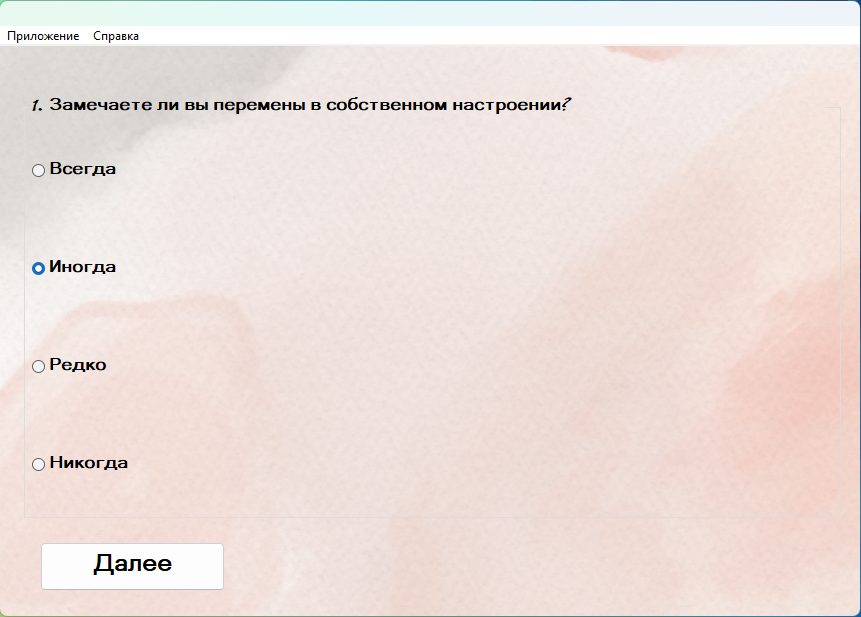 Приложение Справка
1. Замечаете ли вы перемены в собственном настроении?
Всегда
Иногда
Редко
Никогда
Далее